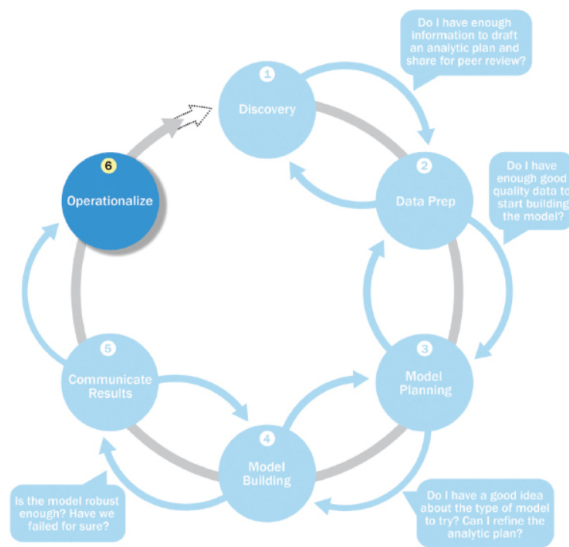 1
Discovery
Do I have enough
information to draft
an analytic plan and
share for peer review?
2
Data Prep
Do I have
enough good
quality data to
start building
the model?
3
Model
Planning
Do I have a good idea
about the type of model
to try? Can I refine the
analytic plan?
4
Model
Building
Is the model robust
enough? Have we
failed for sure?
5
Communicate
Results
6
Operationalize